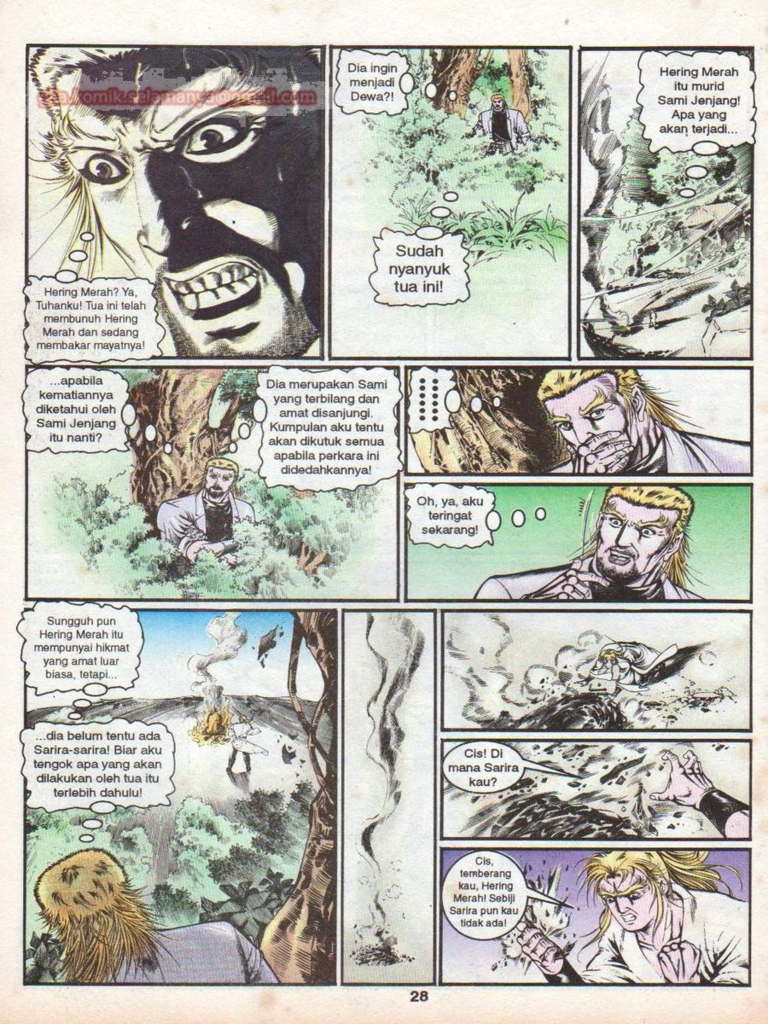 Hering Merah? Ya,
Tuhanku! Tua ini telah
membunuh Hering
Merah dan sedang
membakar mayatnya!
Dia ingin
menjadi
Dewa?!
Sudah
nyanyuk
tua ini!
Hering Merah
itu murid
Sami Jenjang!
Apa yang
akan terjadi...
...apabila
kematiannya
diketahui oleh
Sami Jenjang
itu nanti?
Dia merupakan Sami
yang terbilang dan
amat disanjungi.
Kumpulan aku tentu
akan dikutuk semua
apabila perkara ini
didedahkannya!
Oh, ya, aku
teringat
sekarang!
Sungguh pun
Hering Merah itu
mempunyai hikmat
yang amat luar
biasa, tetapi...
...dia belum tentu ada
Sarira-sarira! Biar aku
tengok apa yang akan
dilakukan oleh tua itu
terlebih dahulu!
Cis! Di
mana Sarira
kau?
Cis,
temberang
kau, Hering
Merah! Sebiji
Sarira pun kau
tidak ada!
28